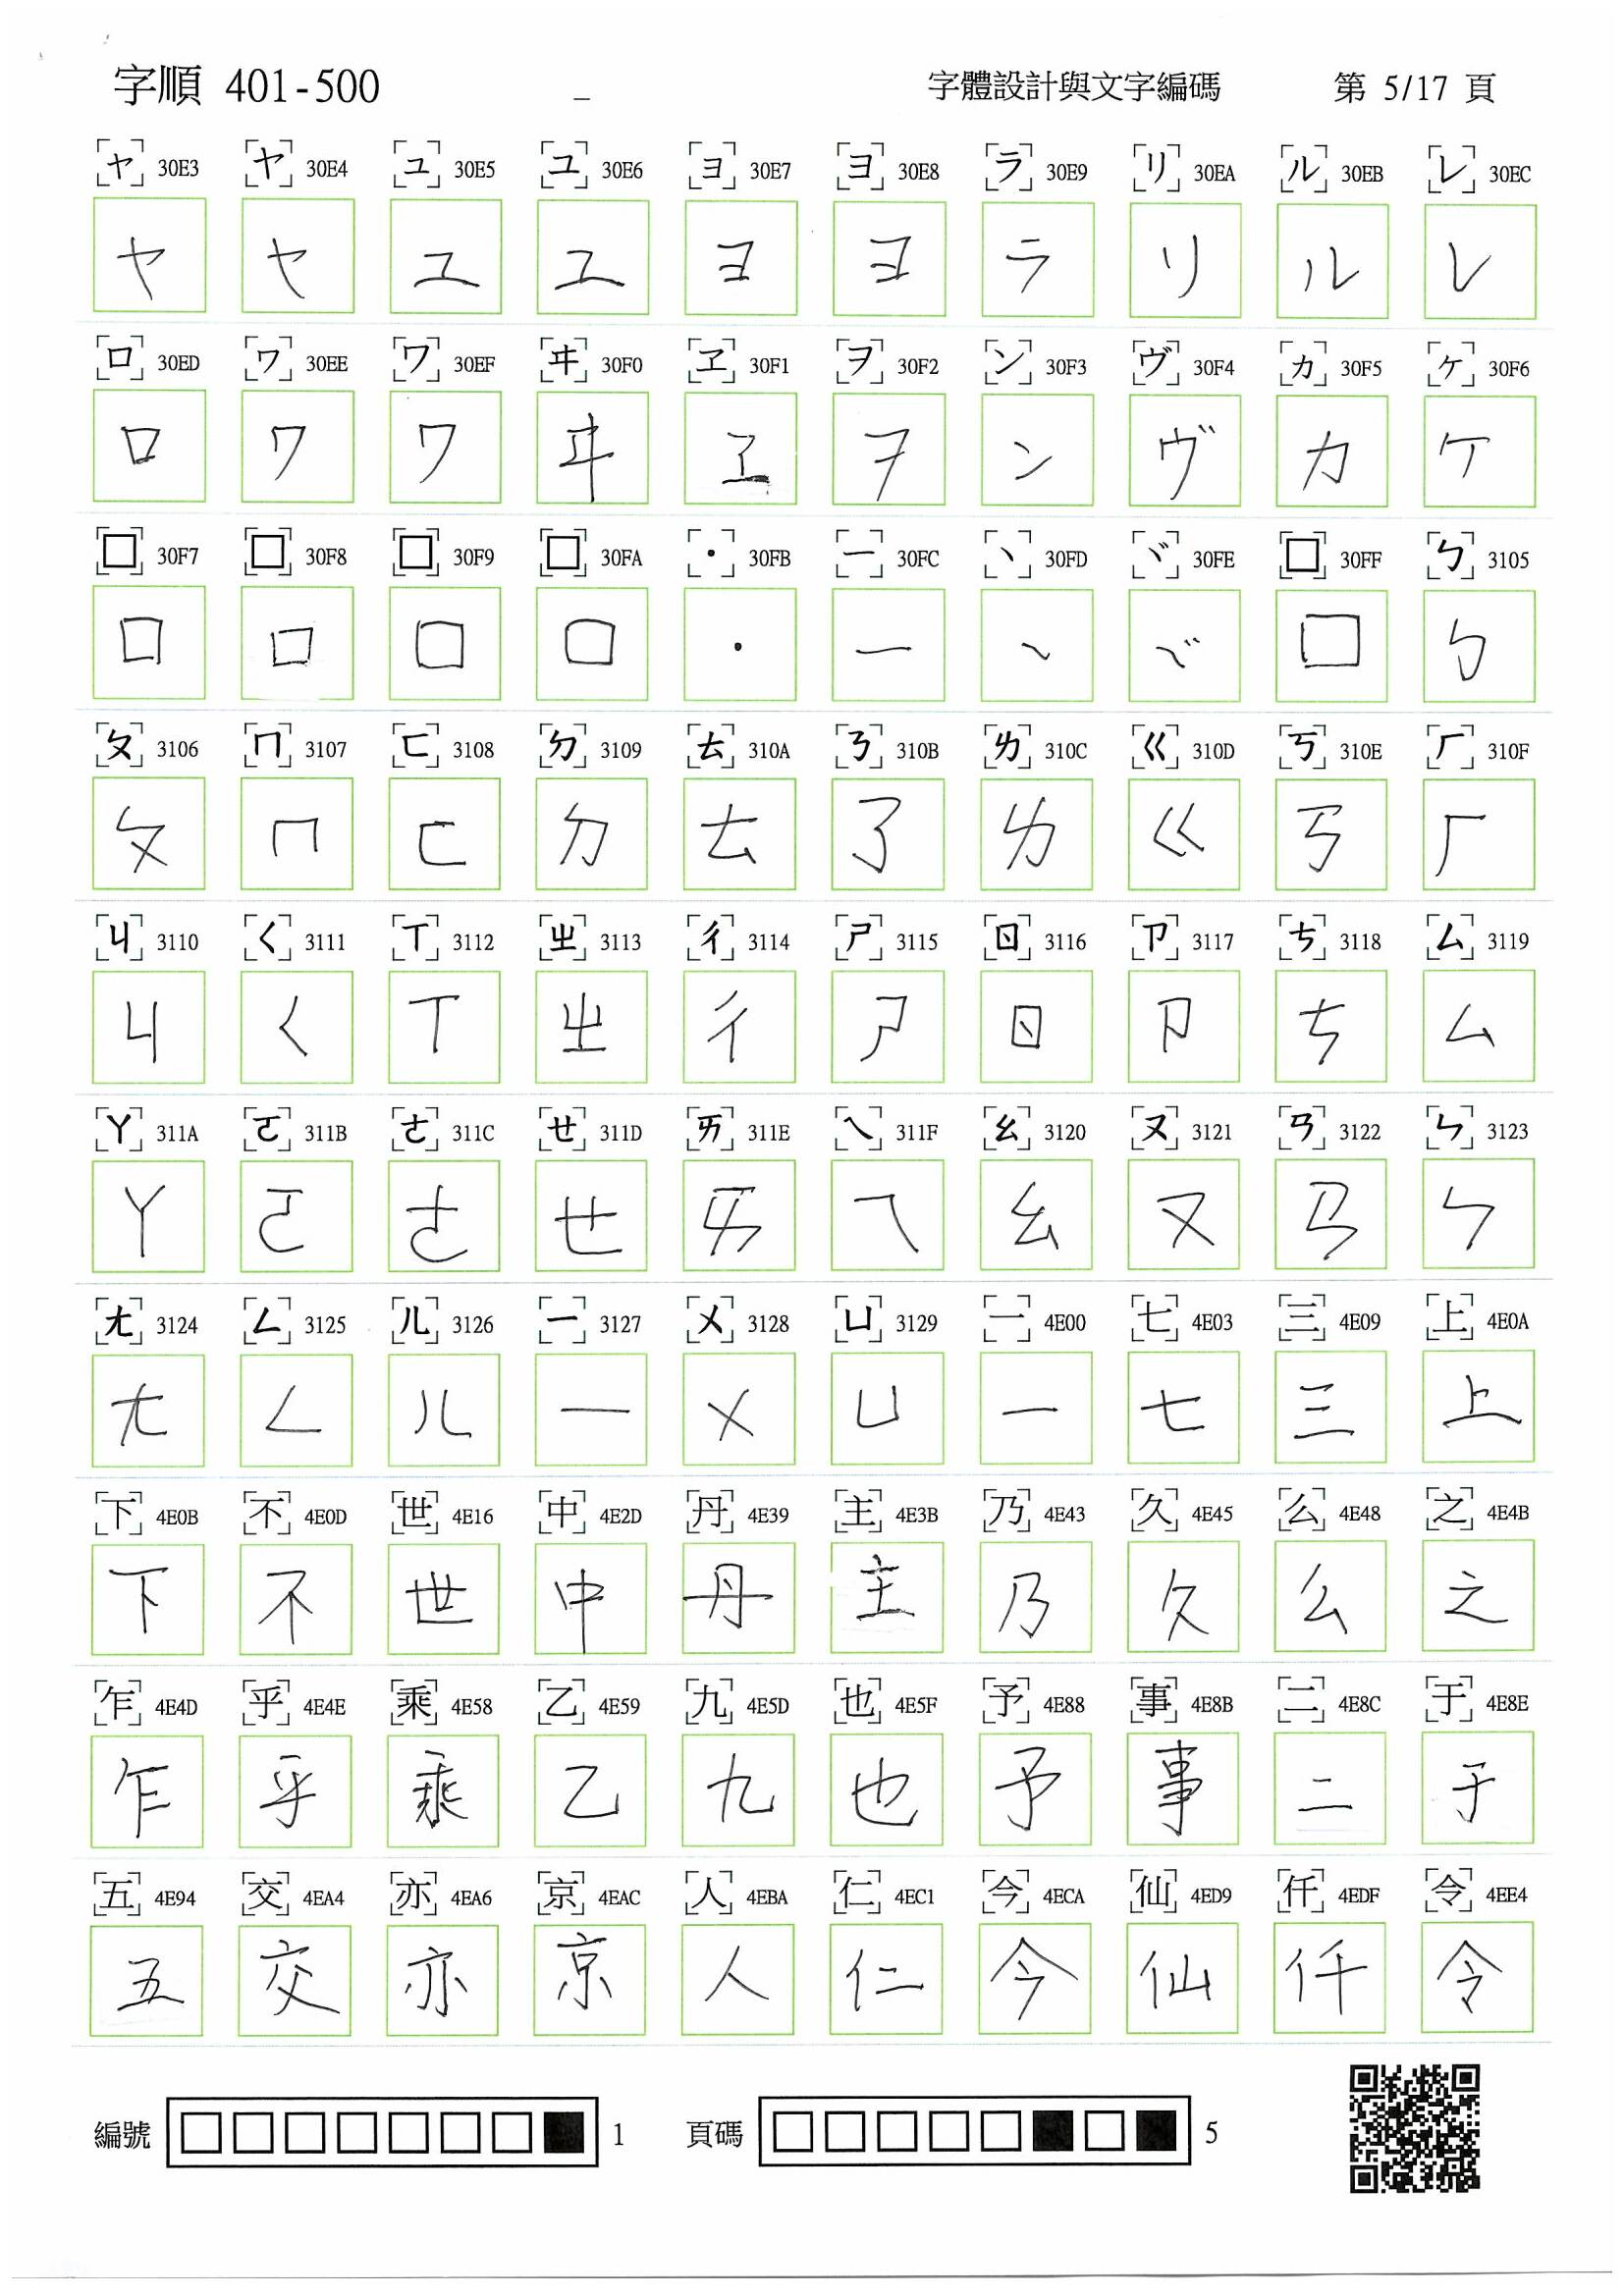 字順 401-500 _ 字體設計與文字編碼 第 5/17 頁
ャ 30E3 ヤ 30E4 ュ 30E5 ユ 30E6 ョ 30E7 ヨ 30E8 ラ 30E9 リ 30EA ル 30EB レ 30EC
ャ ヤ ュ ユ ョ ヨ ラ リ ル レ
ロ 30ED ヮ 30EE ワ 30EF ヰ 30F0 ヱ 30F1 ヲ 30F2 ン 30F3 ヴ 30F4 ヵ 30F5 ヶ 30F6
ロ ヮ ワ ヰ ヱ ヲ ン ヴ ヵ ヶ
□ 30F7 □ 30F8 □ 30F9 □ 30FA ・ 30FB ー 30FC ヽ 30FD ヾ 30FE □ 30FF ㄅ 3105
□ □ □ □ ・ ー ヽ ヾ □ ㄅ
ㄆ 3106 ㄇ 3107 ㄈ 3108 ㄉ 3109 ㄊ 310A ㄋ 310B ㄌ 310C ㄍ 310D ㄎ 310E ㄏ 310F
ㄆ ㄇ ㄈ ㄉ ㄊ ㄋ ㄌ ㄍ ㄎ ㄏ
ㄐ 3110 ㄑ 3111 ㄒ 3112 ㄓ 3113 ㄔ 3114 ㄕ 3115 ㄖ 3116 ㄗ 3117 ㄘ 3118 ㄙ 3119
ㄐ ㄑ ㄒ ㄓ ㄔ ㄕ ㄖ ㄗ ㄘ ㄙ
ㄚ 311A ㄛ 311B ㄜ 311C ㄝ 311D ㄞ 311E ㄟ 311F ㄠ 3120 ㄡ 3121 ㄢ 3122 ㄣ 3123
ㄚ ㄛ ㄜ ㄝ ㄞ ㄟ ㄠ ㄡ ㄢ ㄣ
ㄤ 3124 ㄥ 3125 ㄦ 3126 ㄧ 3127 ㄨ 3128 ㄩ 3129 一 4E00 七 4E03 三 4E09 上 4E0A
ㄤ ㄥ ㄦ ㄧ ㄨ ㄩ 一 七 三 上
下 4E0B 不 4E0D 世 4E16 中 4E2D 丹 4E39 主 4E3B 乃 4E43 久 4E45 么 4E48 之 4E4B
下 不 世 中 丹 主 乃 久 么 之
乍 4E4D 乎 4E4E 乘 4E58 乙 4E59 九 4E5D 也 4E5F 予 4E88 事 4E8B 二 4E8C 于 4E8E
乍 乎 乘 乙 九 也 予 事 二 于
五 4E94 交 4EA4 亦 4EA6 京 4EAC 人 4EBA 仁 4EC1 今 4ECA 仙 4ED9 仟 4EDF 令 4EE4
五 交 亦 京 人 仁 今 仙 仟 令
編號 □□□□□□□■ 1 頁碼 □□□□□■□■ 5